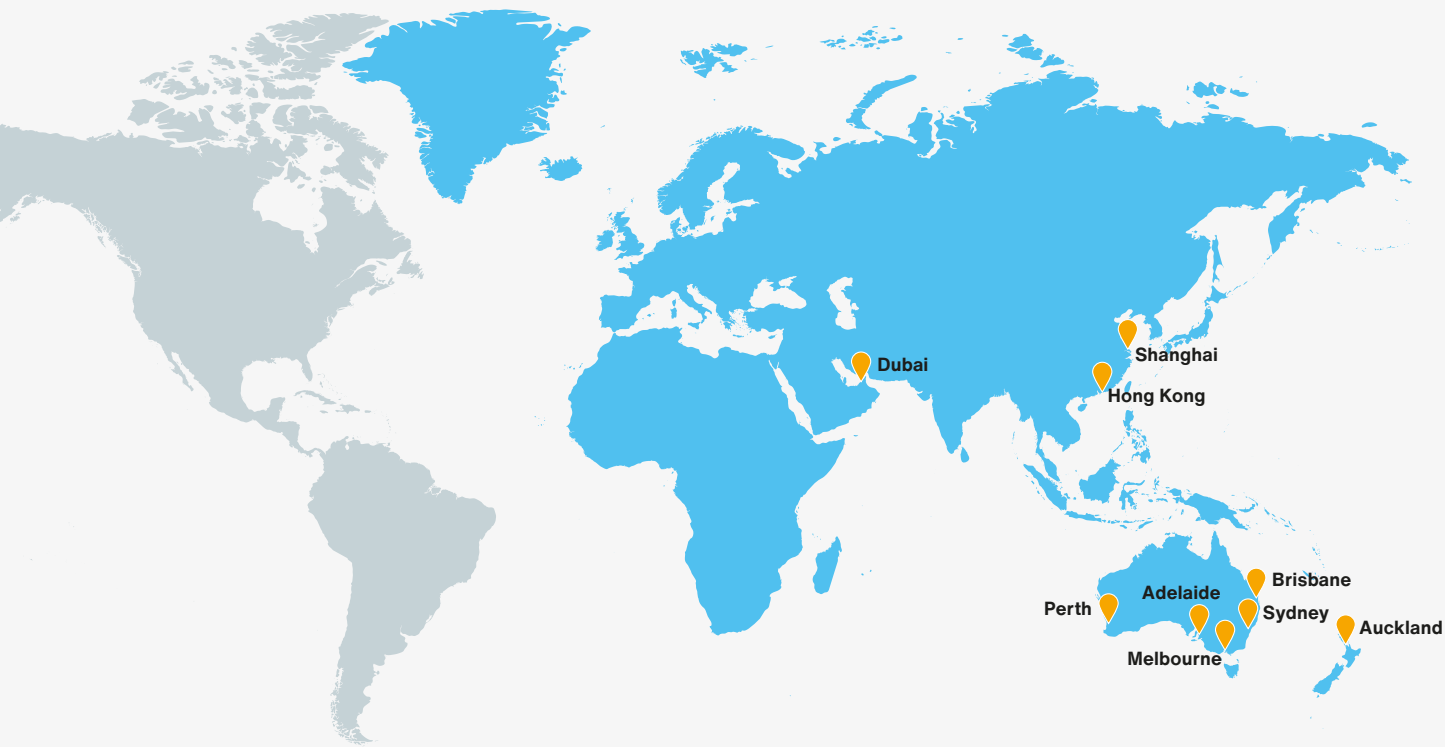 Shanghai
Dubai
Hong Kong
Brisbane
Adelaide
Perth
Sydney
Auckland
Melbourne